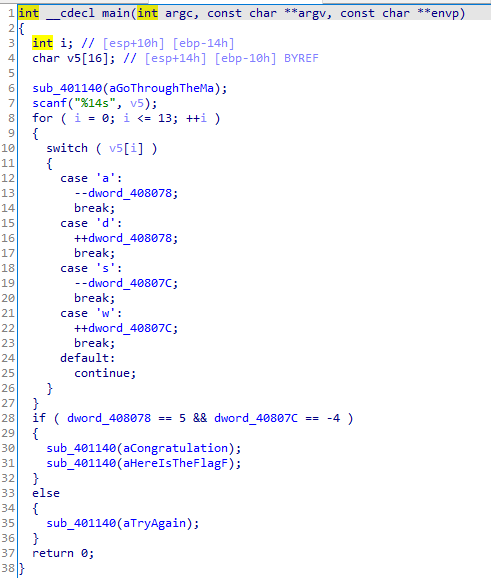 1 int __cdecl main(int argc, const char **argv, const char **envp)
2 {
3   int i; // [esp+10h] [ebp-14h]
4   char v5[16]; // [esp+14h] [ebp-10h] BYREF
5
6   sub_401140(aGoThroughTheMa);
7   scanf("%14s", v5);
8   for ( i = 0; i <= 13; ++i )
9   {
10     switch ( v5[i] )
11     {
12       case 'a':
13         --dword_408078;
14         break;
15       case 'd':
16         ++dword_408078;
17         break;
18       case 's':
19         --dword_40807C;
20         break;
21       case 'w':
22         ++dword_40807C;
23         break;
24       default:
25         continue;
26     }
27   }
28   if ( dword_408078 == 5 && dword_40807C == -4 )
29   {
30     sub_401140(aCongratulation);
31     sub_401140(aHereIsTheFlagF);
32   }
33   else
34   {
35     sub_401140(aTryAgain);
36   }
37   return 0;
38 }